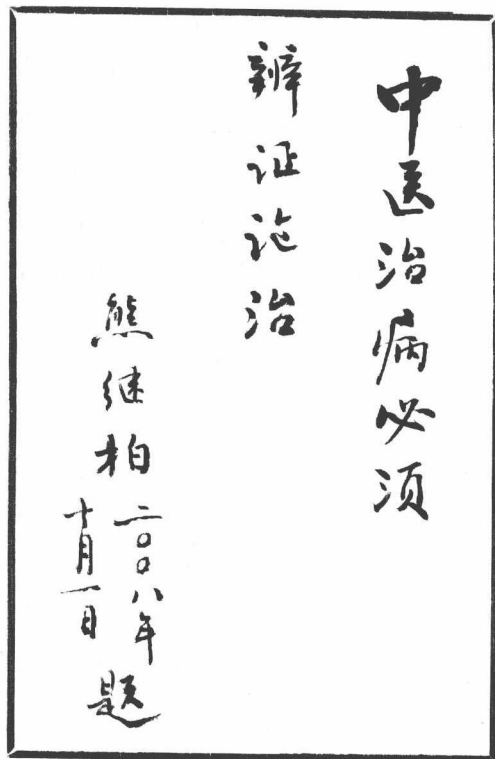 中医治病必须
辨证论治
熊继柏
二〇〇八年
十月一日
题